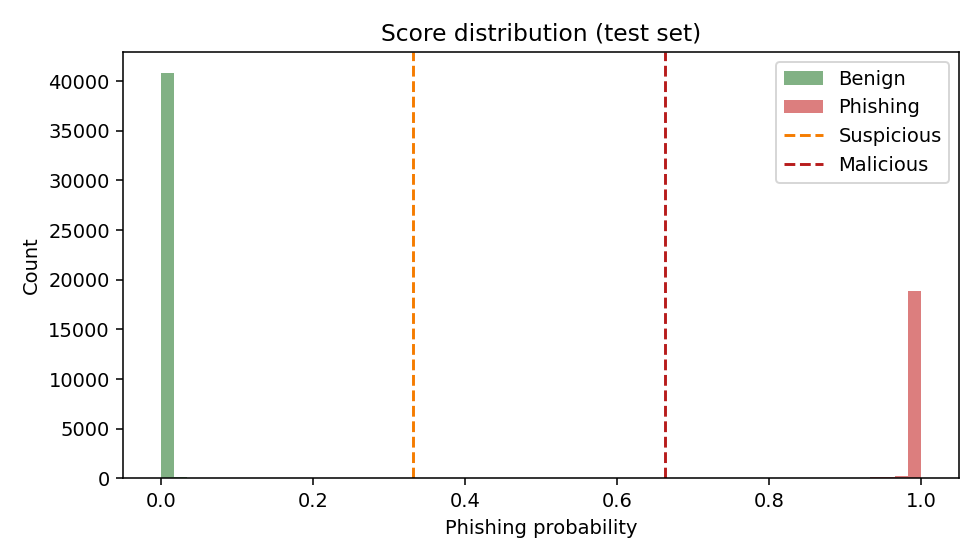 Score distribution (test set)
Benign
Phishing
Suspicious
Malicious
Count
40000
35000
30000
25000
20000
15000
10000
5000
0
0.0 0.2 0.4 0.6 0.8 1.0
Phishing probability